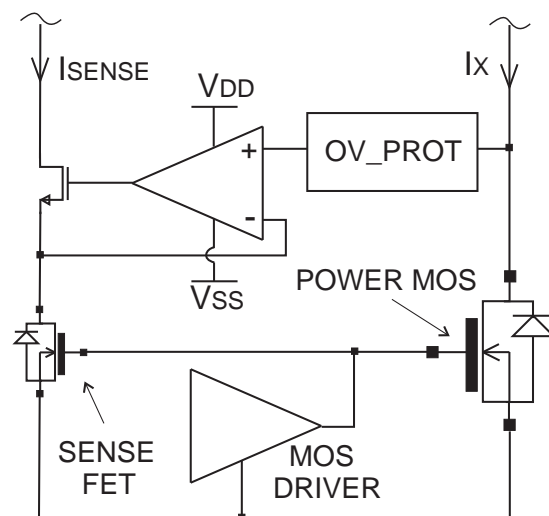 ISENSE
IX
VDD
+
OV_PROT
-
VSS
POWER MOS
SENSE
FET
MOS
DRIVER